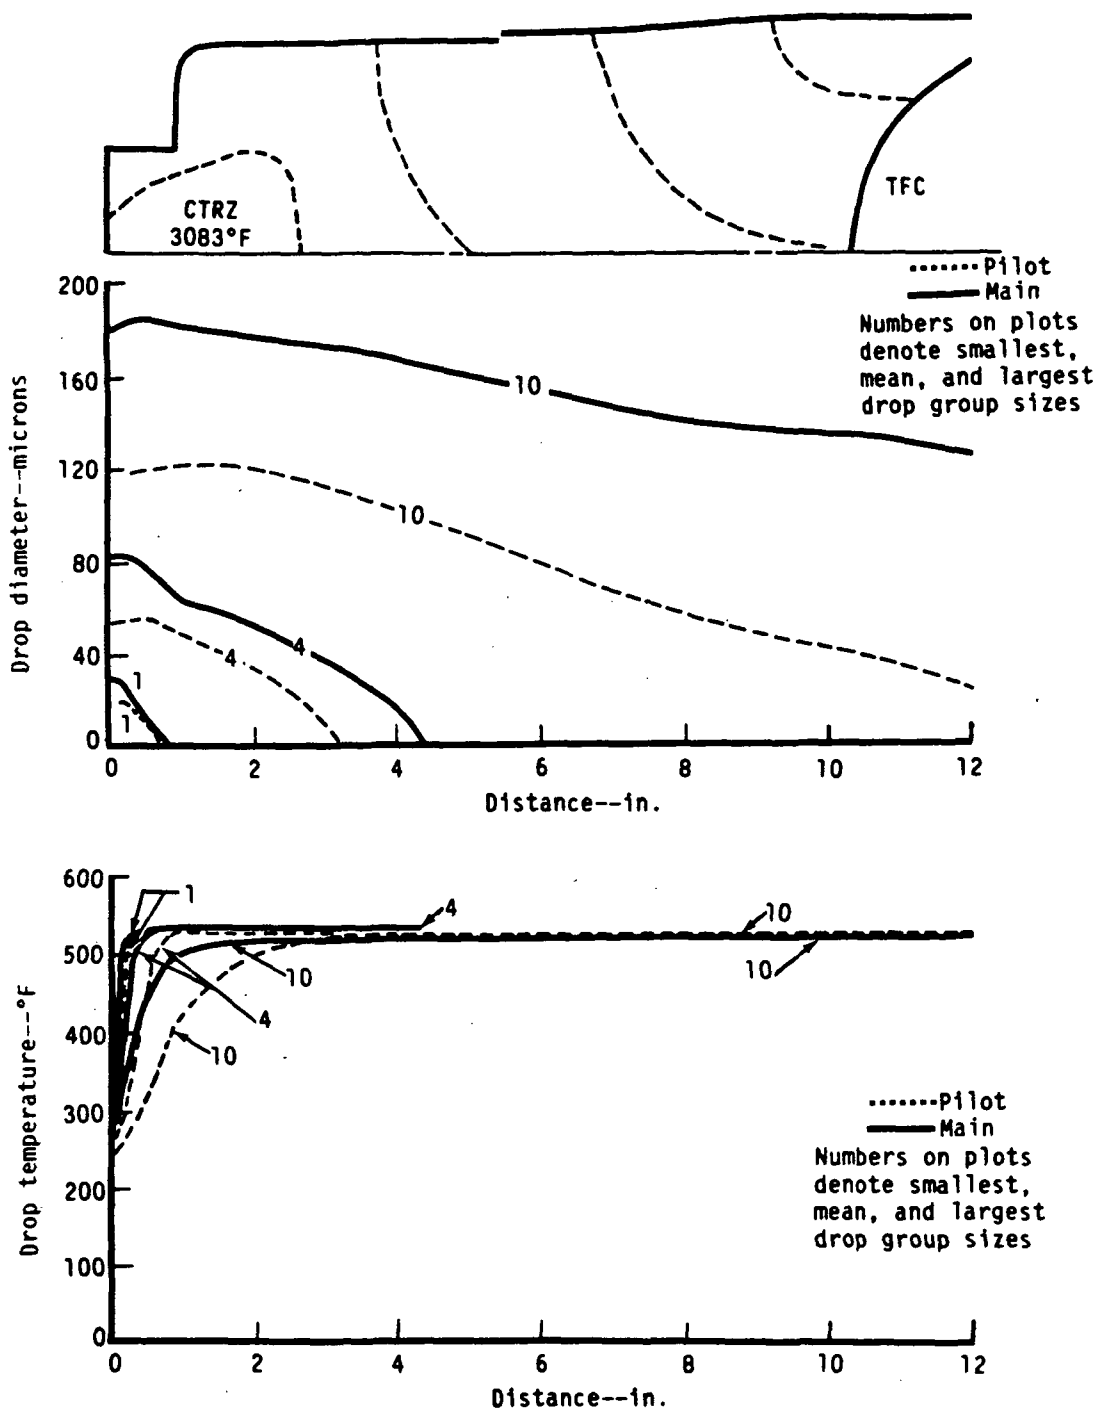 CTRZ
3083°F
TFC
Pilot
Main
Numbers on plots
denote smallest,
mean, and largest
drop group sizes
200
160
120
80
40
0
Drop diameter--microns
10
10
4
4
1
1
0 2 4 6 8 10 12
Distance--in.
600
500
400
300
200
100
0
Drop temperature--°F
1
4
10
10
10
4
10
Pilot
Main
Numbers on plots
denote smallest,
mean, and largest
drop group sizes
0 2 4 6 8 10 12
Distance--in.